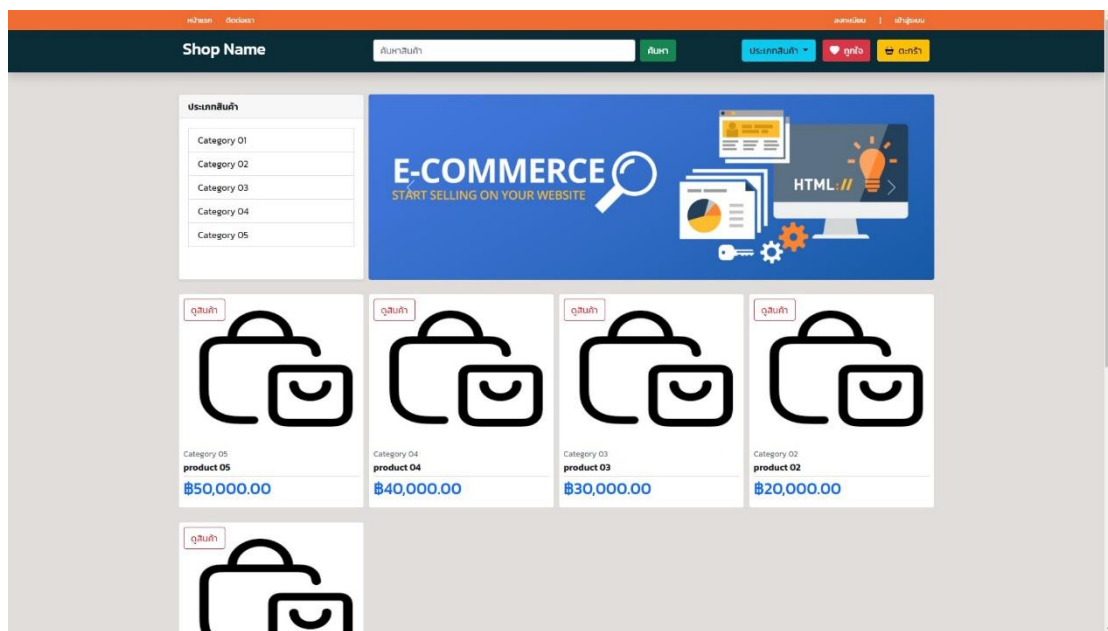 หน้าแรก ติดต่อเรา ลงทะเบียน | เข้าสู่ระบบ
Shop Name ค้นหาสินค้า ค้นหา ประเภทสินค้า ถูกใจ ตะกร้า
ประเภทสินค้า
Category 01
Category 02
Category 03
Category 04
Category 05
E-COMMERCE
START SELLING ON YOUR WEBSITE
HTML://
ดูสินค้า ดูสินค้า ดูสินค้า ดูสินค้า
Category 05 Category 04 Category 03 Category 02
product 05 product 04 product 03 product 02
฿50,000.00 ฿40,000.00 ฿30,000.00 ฿20,000.00
ดูสินค้า